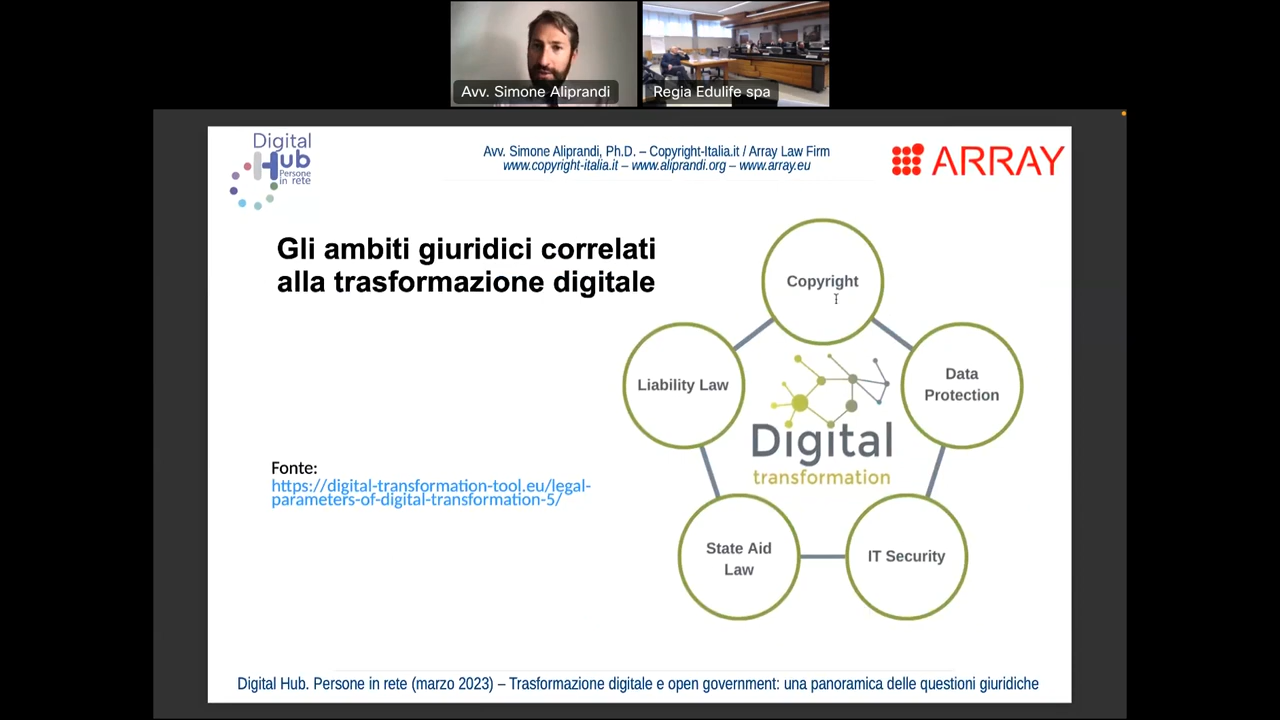 Avv. Simone Aliprandi
Regia Edulife spa
Digital
Hub
Persone
in rete
Avv. Simone Aliprandi, Ph.D. – Copyright-Italia.it / Array Law Firm
www.copyright-italia.it – www.aliprandi.org – www.array.eu
ARRAY
Gli ambiti giuridici correlati
alla trasformazione digitale
Copyright
Liability Law
Data
Protection
Digital
transformation
State Aid
Law
IT Security
Fonte:
https://digital-transformation-tool.eu/legal-
parameters-of-digital-transformation-5/
Digital Hub. Persone in rete (marzo 2023) – Trasformazione digitale e open government: una panoramica delle questioni giuridiche